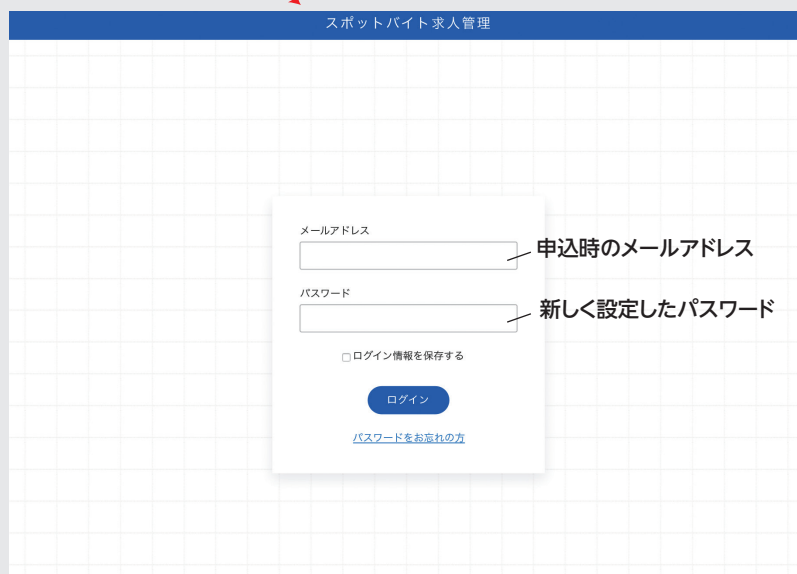 スポットバイト求人管理
メールアドレス
申込時のメールアドレス
パスワード
新しく設定したパスワード
ログイン情報を保存する
ログイン
パスワードをお忘れの方